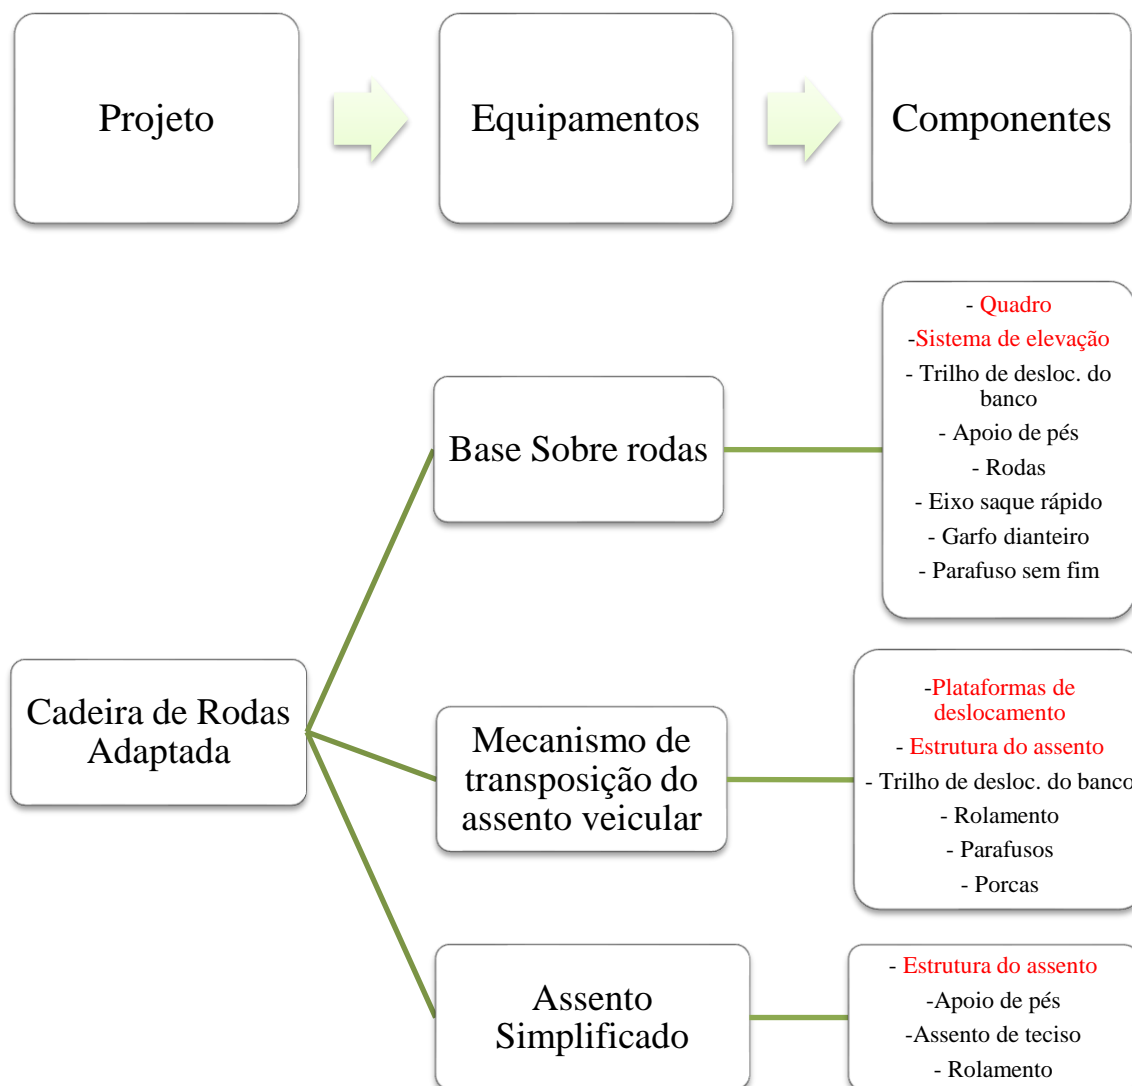 Projeto
Equipamentos
Componentes
- Quadro
-Sistema de elevação
- Trilho de desloc. do
banco
- Apoio de pés
- Rodas
- Eixo saque rápido
- Garfo dianteiro
- Parafuso sem fim
Base Sobre rodas
Cadeira de Rodas
Adaptada
Mecanismo de
transposição do
assento veicular
-Plataformas de
deslocamento
- Estrutura do assento
- Trilho de desloc. do banco
- Rolamento
- Parafusos
- Porcas
Assento
Simplificado
- Estrutura do assento
-Apoio de pés
-Assento de teciso
- Rolamento